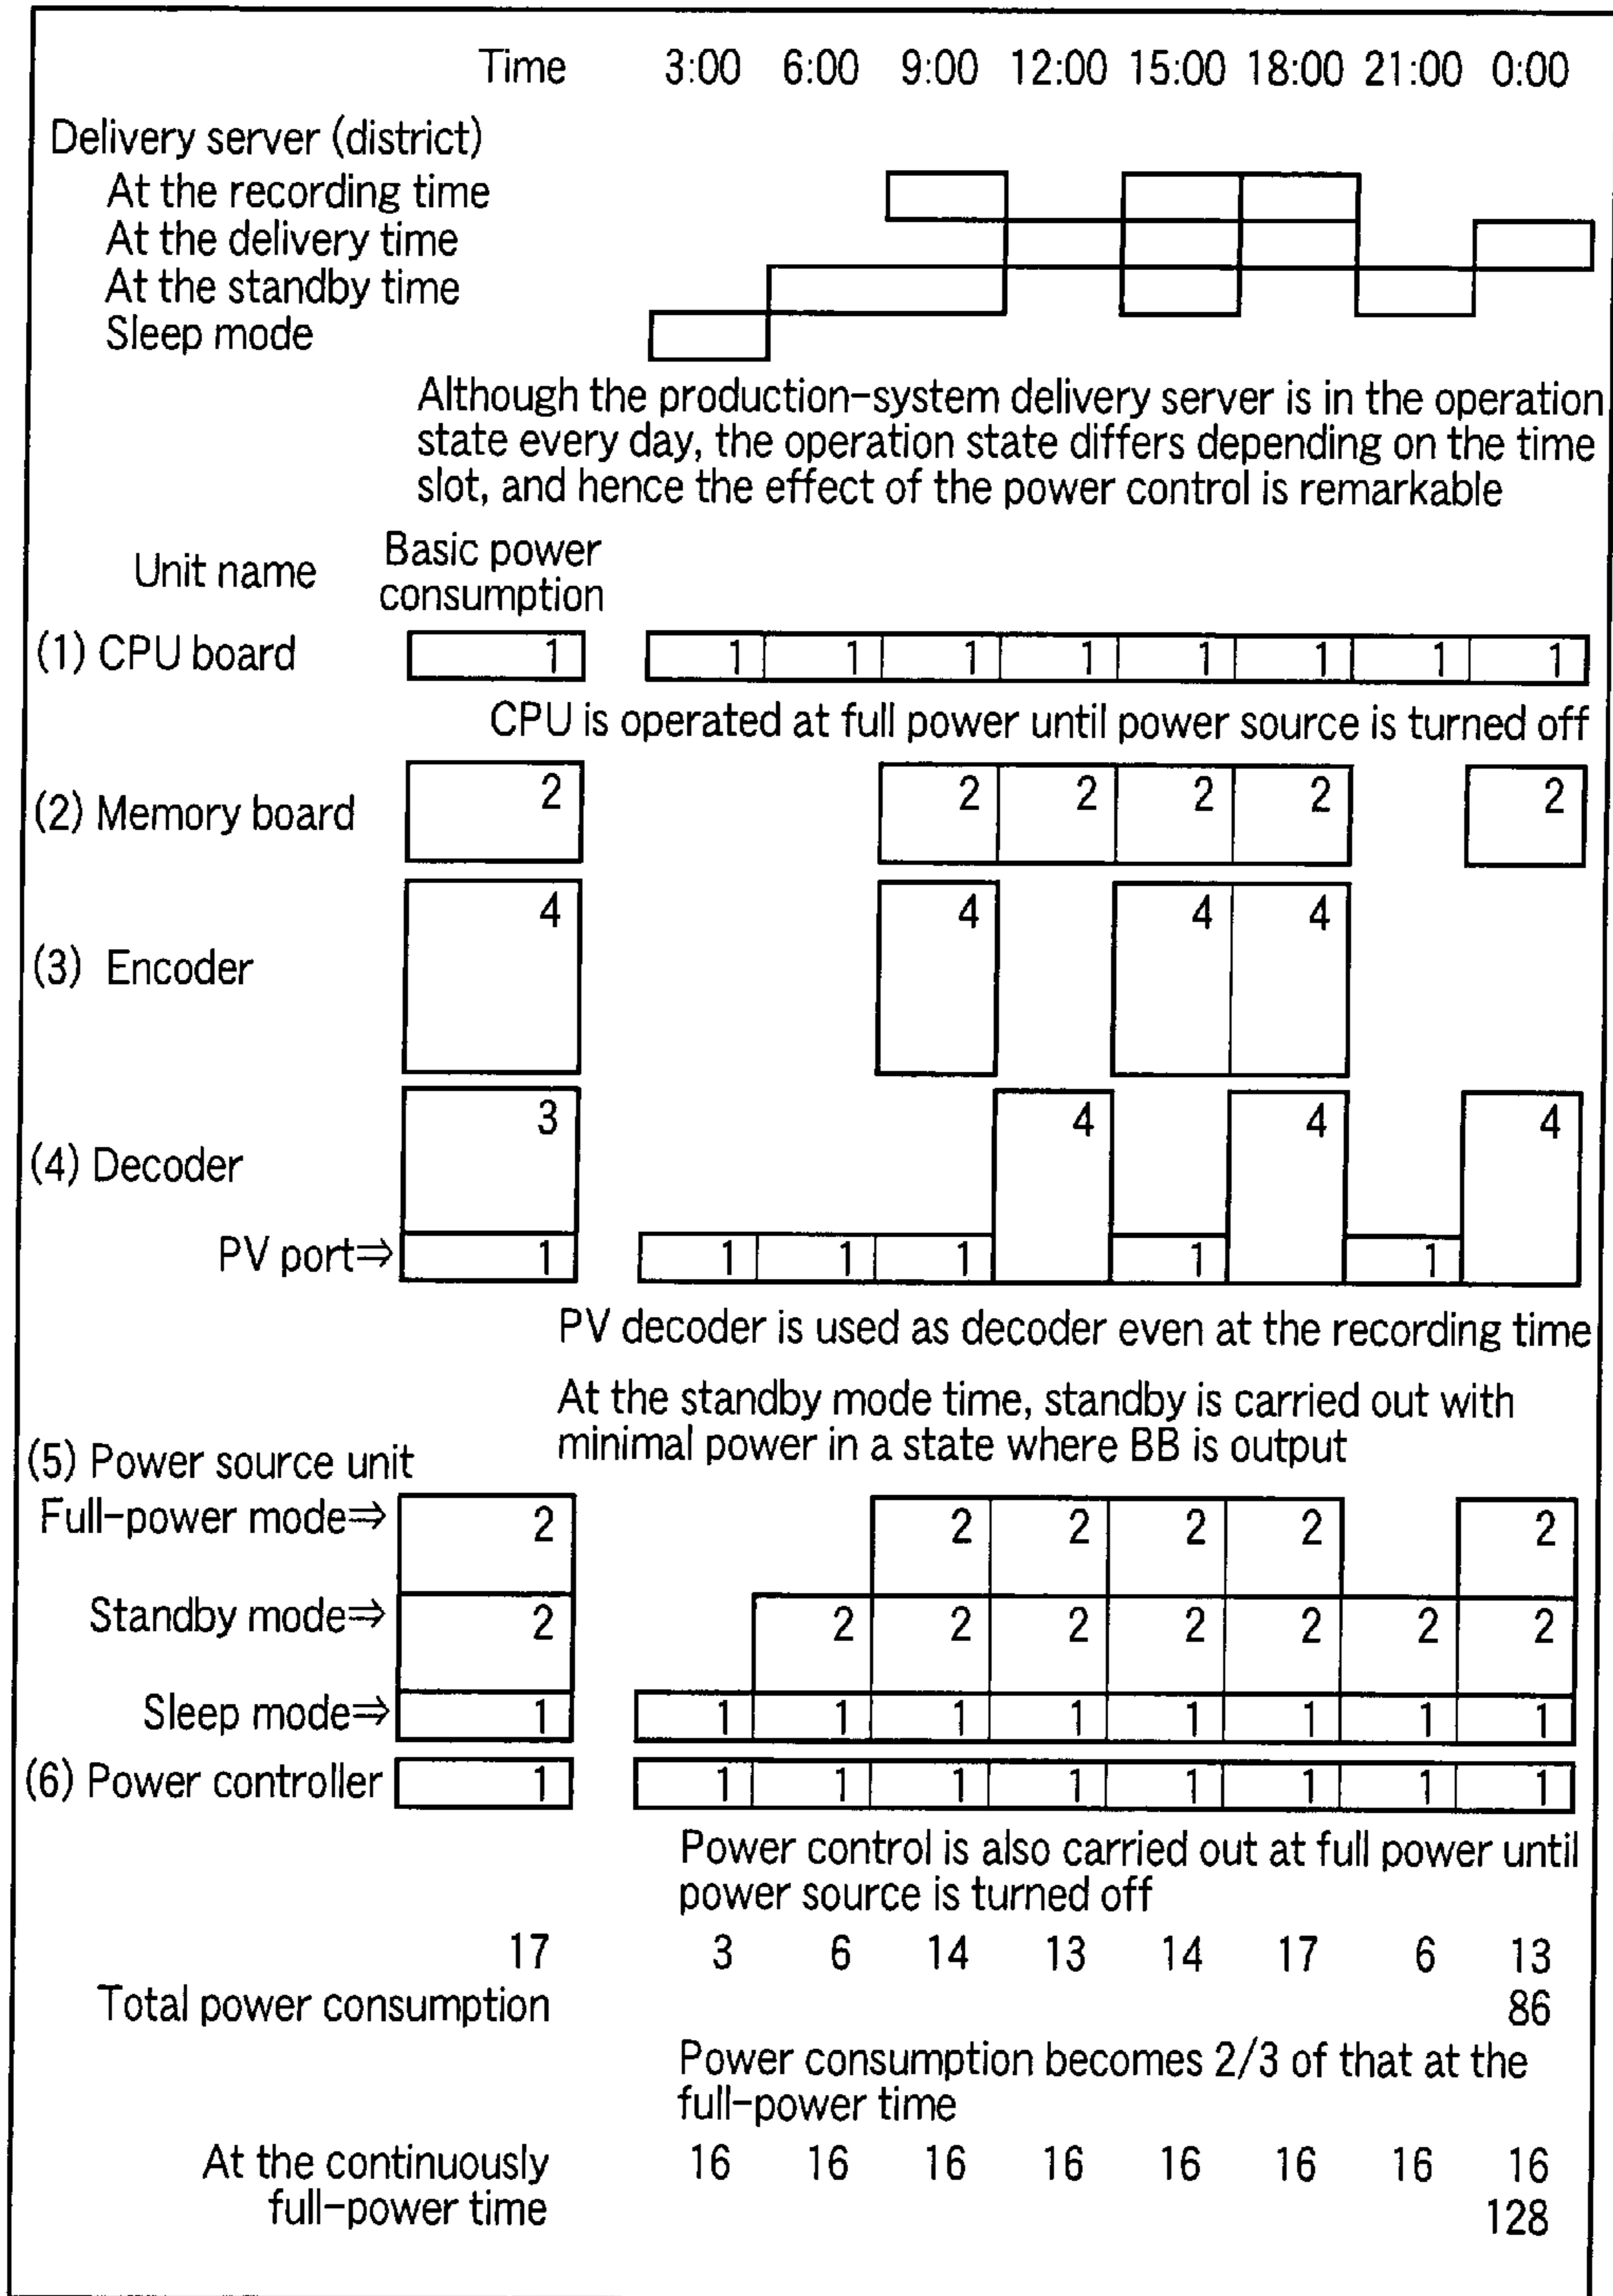 Time 3:00 6:00 9:00 12:00 15:00 18:00 21:00 0:00
Delivery server (district)
At the recording time
At the delivery time
At the standby time
Sleep mode
Although the production-system delivery server is in the operation
state every day, the operation state differs depending on the time
slot, and hence the effect of the power control is remarkable
Unit name
Basic power
consumption
(1) CPU board 1 1 1 1 1 1 1 1 1
CPU is operated at full power until power source is turned off
(2) Memory board 2 2 2 2 2 2
(3) Encoder 4 4 4 4
(4) Decoder 3 4 4 4
PV port⇒ 1 1 1 1 1 1
PV decoder is used as decoder even at the recording time
At the standby mode time, standby is carried out with
minimal power in a state where BB is output
(5) Power source unit
Full-power mode⇒ 2 2 2 2 2 2
Standby mode⇒ 2 2 2 2 2 2 2 2
Sleep mode⇒ 1 1 1 1 1 1 1 1 1
(6) Power controller 1 1 1 1 1 1 1 1 1
Power control is also carried out at full power until
power source is turned off
17 3 6 14 13 14 17 6 13
Total power consumption 86
Power consumption becomes 2/3 of that at the
full-power time
At the continuously 16 16 16 16 16 16 16 16
full-power time 128